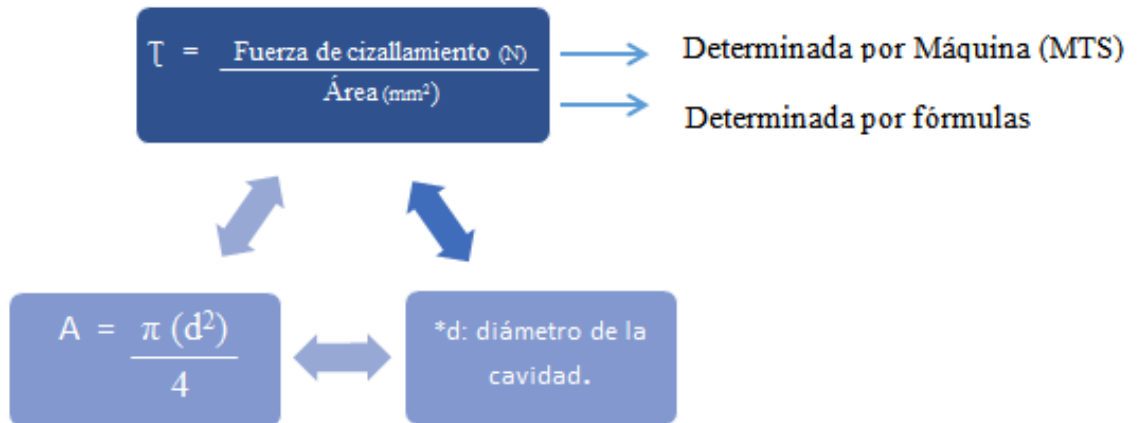 τ = Fuerza de cizallamiento (N)
Área (mm²)
Determinada por Máquina (MTS)
Determinada por fórmulas
A = π (d²)
4
*d: diámetro de la
cavidad.